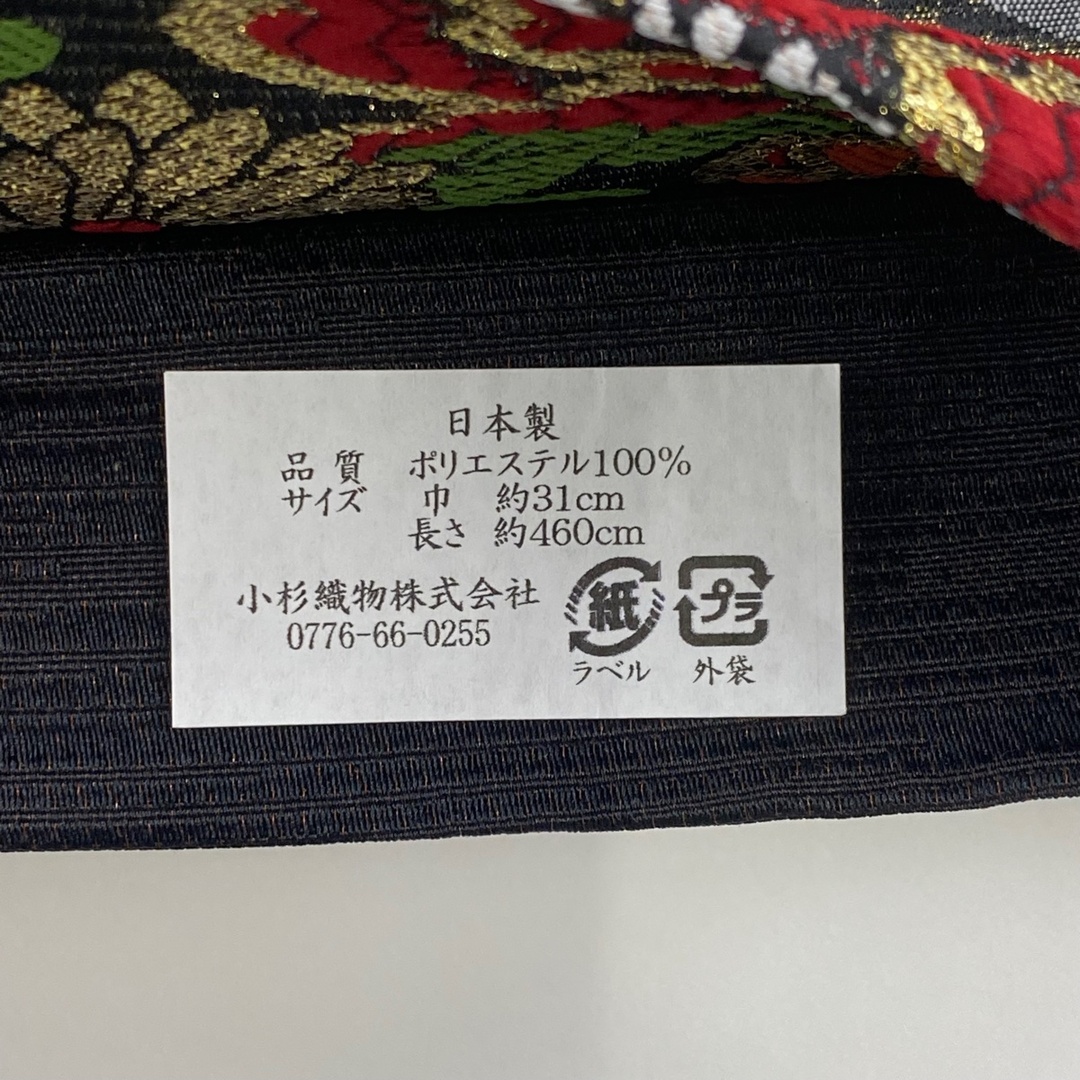 日本製
品質 ポリエステル100%
サイズ 巾 約31cm
長さ 約460cm
小杉織物株式会社
0776-66-0255
紙
ラベル
プラ
外袋